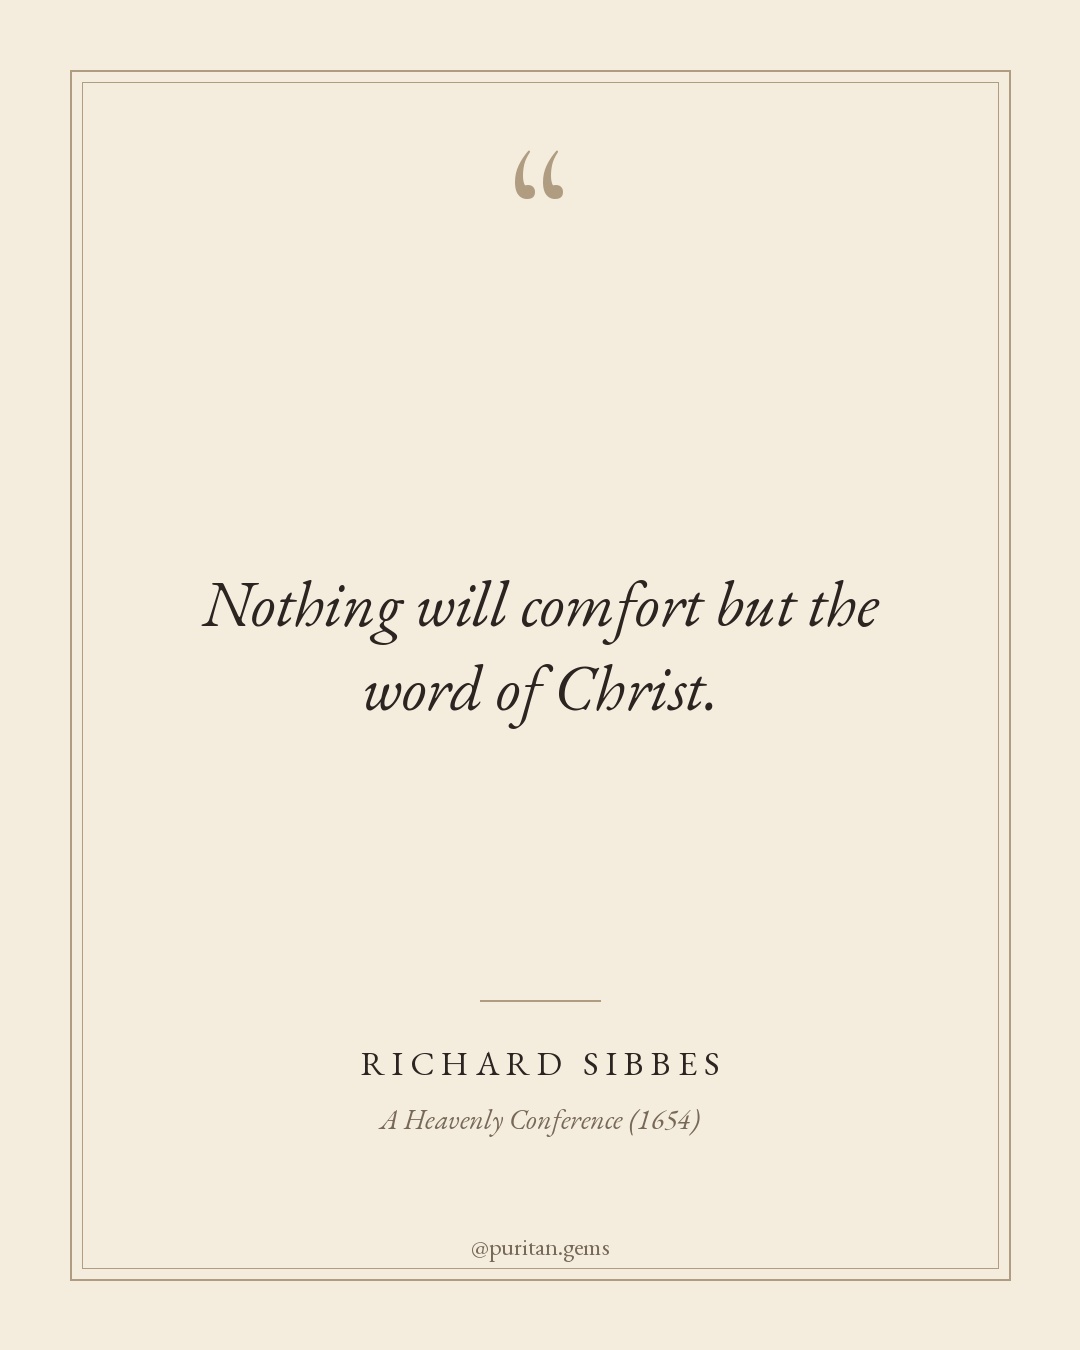 “
Nothing will comfort but the
word of Christ.
RICHARD SIBBES
A Heavenly Conference (1654)
@puritan.gems